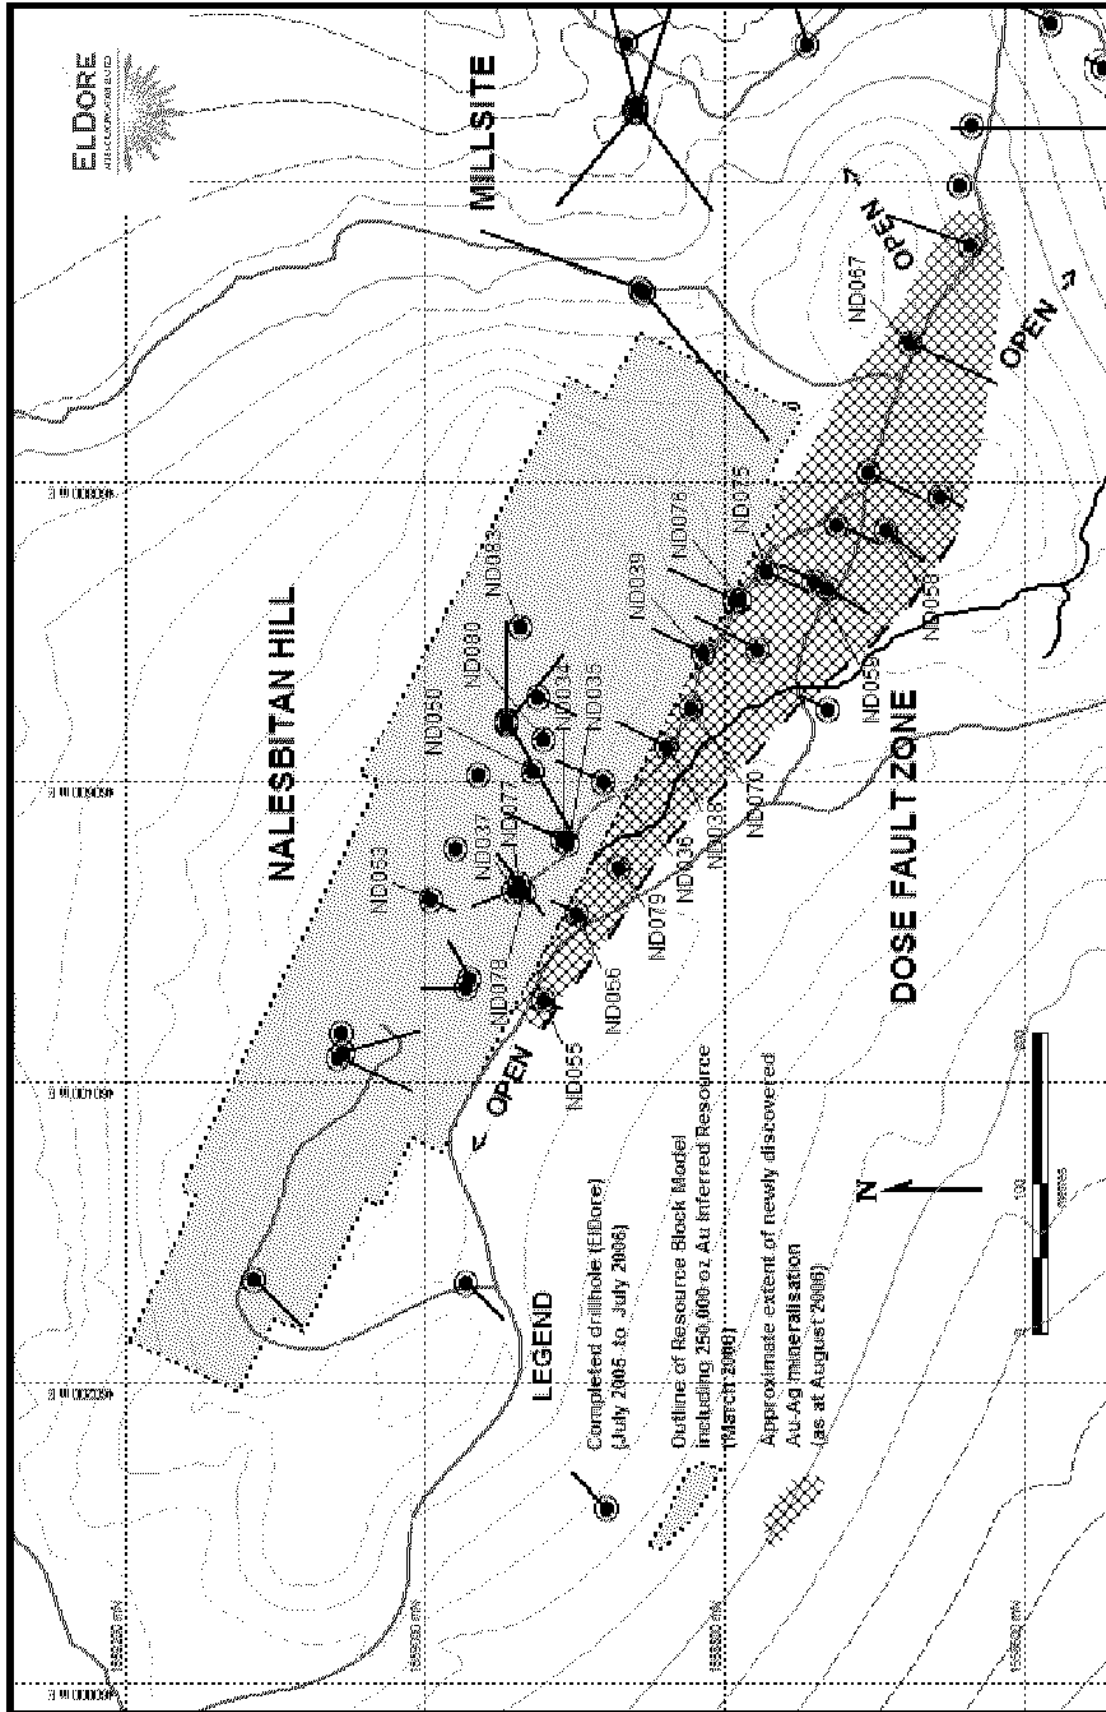 ELDORE
MILLSITE
NALESBITAN HILL
DOSE FAULT ZONE
OPEN
OPEN
OPEN
ND067
ND075
ND076
ND039
ND083
ND080
ND034
ND035
ND050
ND077
ND037
ND053
ND078
ND055
ND056
ND079
ND036
ND038
ND070
ND059
ND058
N
LEGEND
Completed drillhole (ElDore)
(July 2005 to July 2006)
Outline of Resource Block Model
including 250,000 oz Au Inferred Resource
(March 2006)
Approximate extent of newly discovered
Au-Ag mineralisation
(as at August 2006)
0
100
200